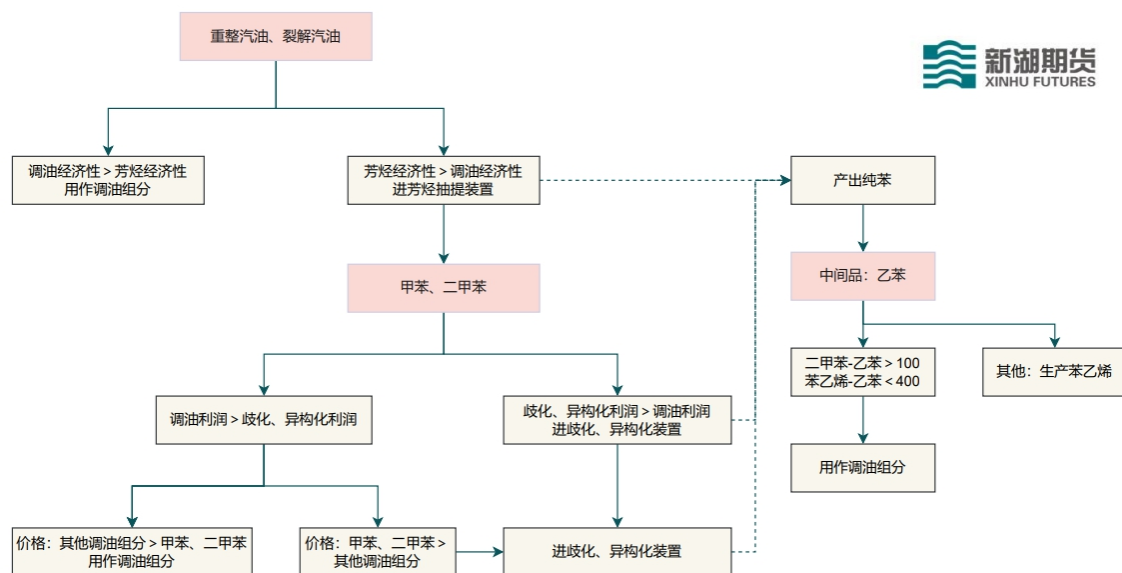 重整汽油、裂解汽油
新湖期货
XINHU FUTURES
调油经济性 > 芳烃经济性
用作调油组分
芳烃经济性 > 调油经济性
进芳烃抽提装置
产出纯苯
甲苯、二甲苯
中间品：乙苯
二甲苯-乙苯 > 100
苯乙烯-乙苯 < 400
其他：生产苯乙烯
调油利润 > 歧化、异构化利润
歧化、异构化利润 > 调油利润
进歧化、异构化装置
用作调油组分
价格：其他调油组分 > 甲苯、二甲苯
用作调油组分
价格：甲苯、二甲苯 >
其他调油组分
进歧化、异构化装置